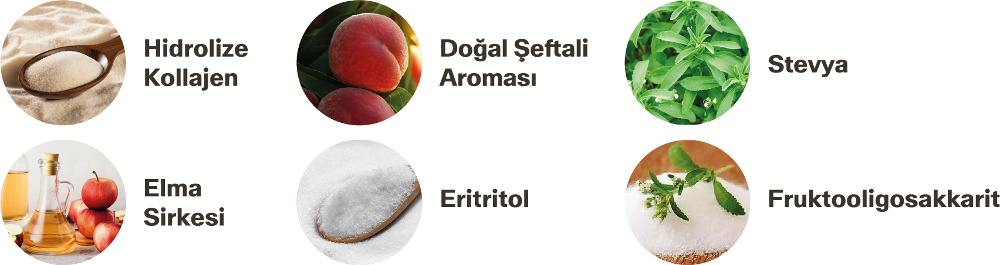 Hidrolize
Kollajen
Doğal Şeftali
Aroması
Stevya
Elma
Sirkesi
Eritritol
Fruktooligosakkarit